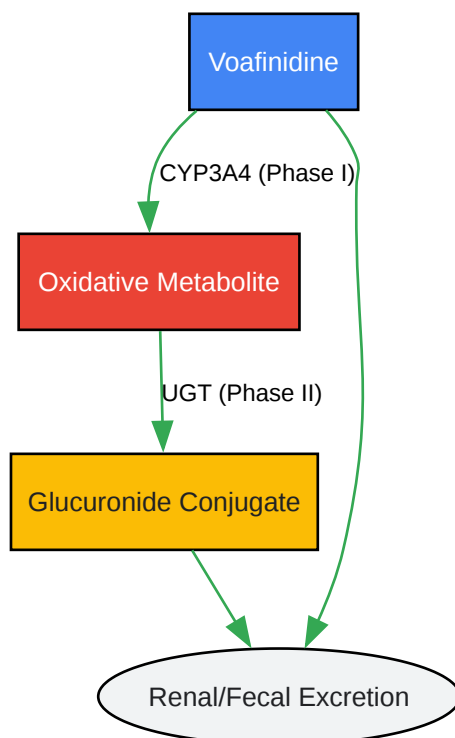 Voafinidine
CYP3A4 (Phase I)
Oxidative Metabolite
UGT (Phase II)
Glucuronide Conjugate
Renal/Fecal Excretion